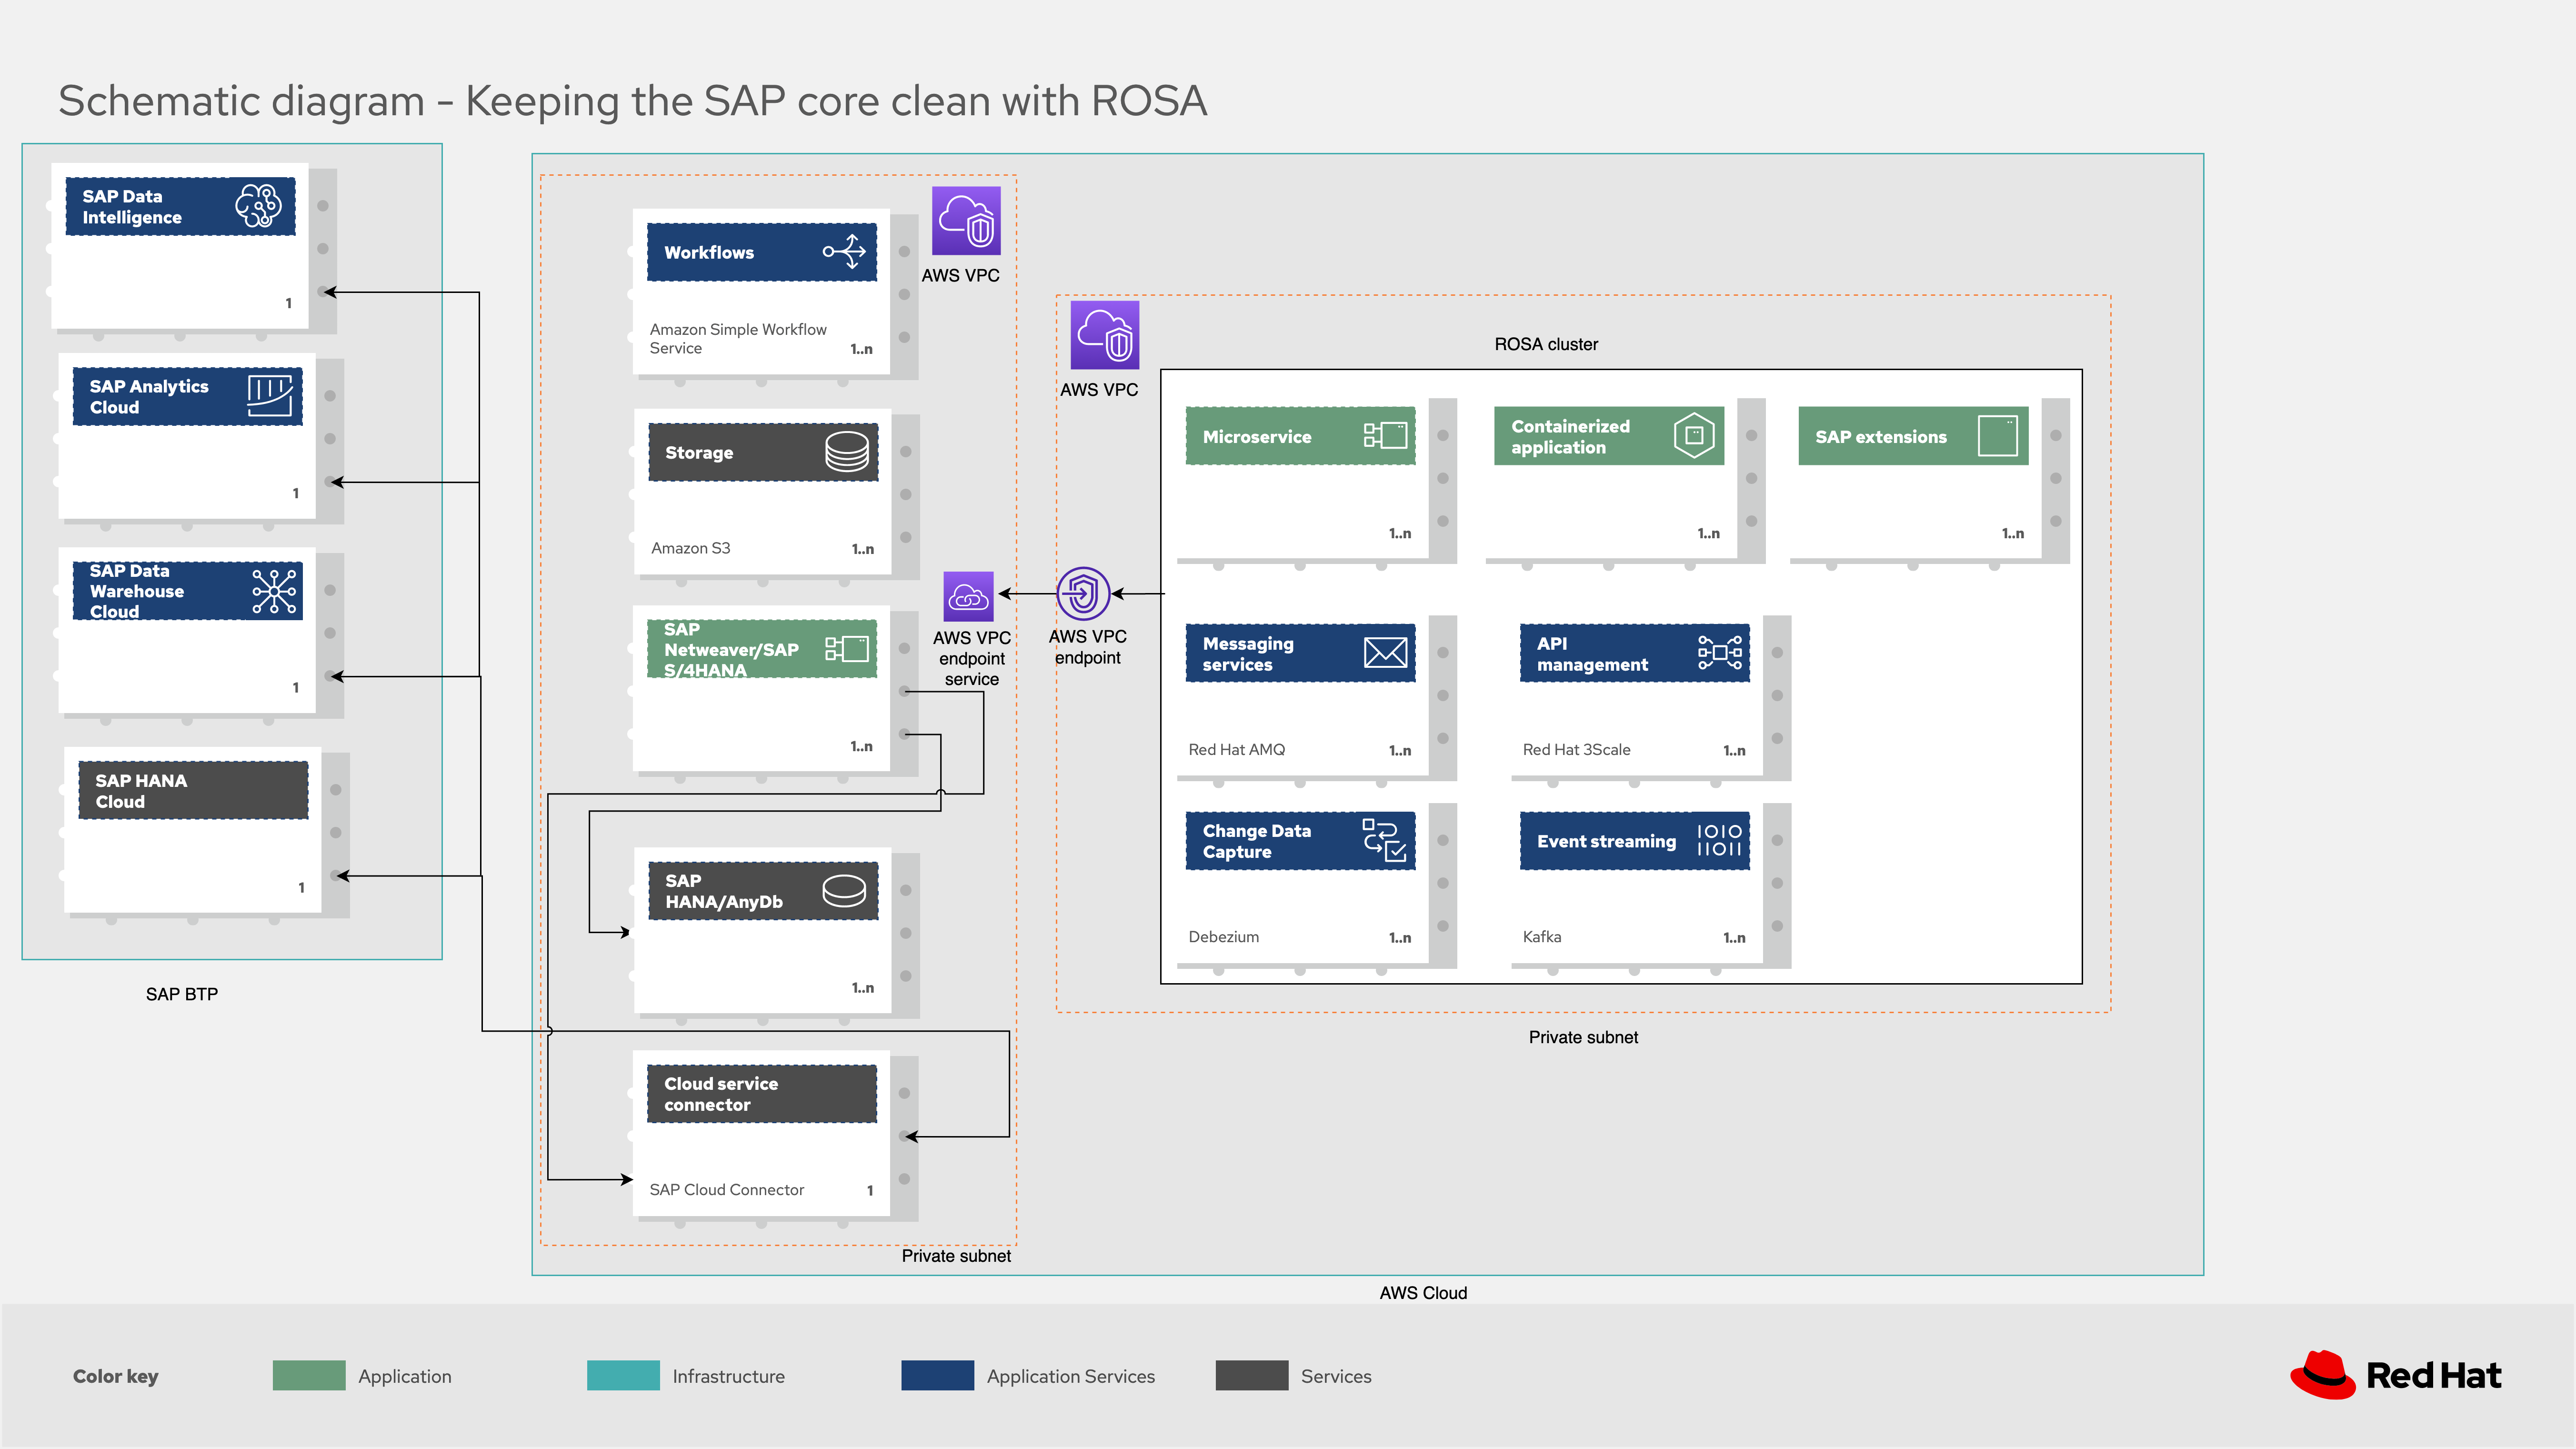 Schematic diagram - Keeping the SAP core clean with ROSA
SAP Data
Intelligence
1
SAP Analytics
Cloud
1
SAP Data
Warehouse
Cloud
1
SAP HANA
Cloud
1
SAP BTP
Workflows
Amazon Simple Workflow
Service
1..n
AWS VPC
Storage
Amazon S3
1..n
SAP
Netweaver/SAP
S/4HANA
1..n
AWS VPC
endpoint
service
AWS VPC
endpoint
SAP
HANA/AnyDb
1..n
Cloud service
connector
SAP Cloud Connector
1
Private subnet
AWS VPC
ROSA cluster
Microservice
1..n
Containerized
application
1..n
SAP extensions
1..n
Messaging
services
Red Hat AMQ
1..n
API
management
Red Hat 3Scale
1..n
Change Data
Capture
Debezium
1..n
Event streaming
Kafka
1..n
Private subnet
AWS Cloud
Color key
Application
Infrastructure
Application Services
Services
Red Hat